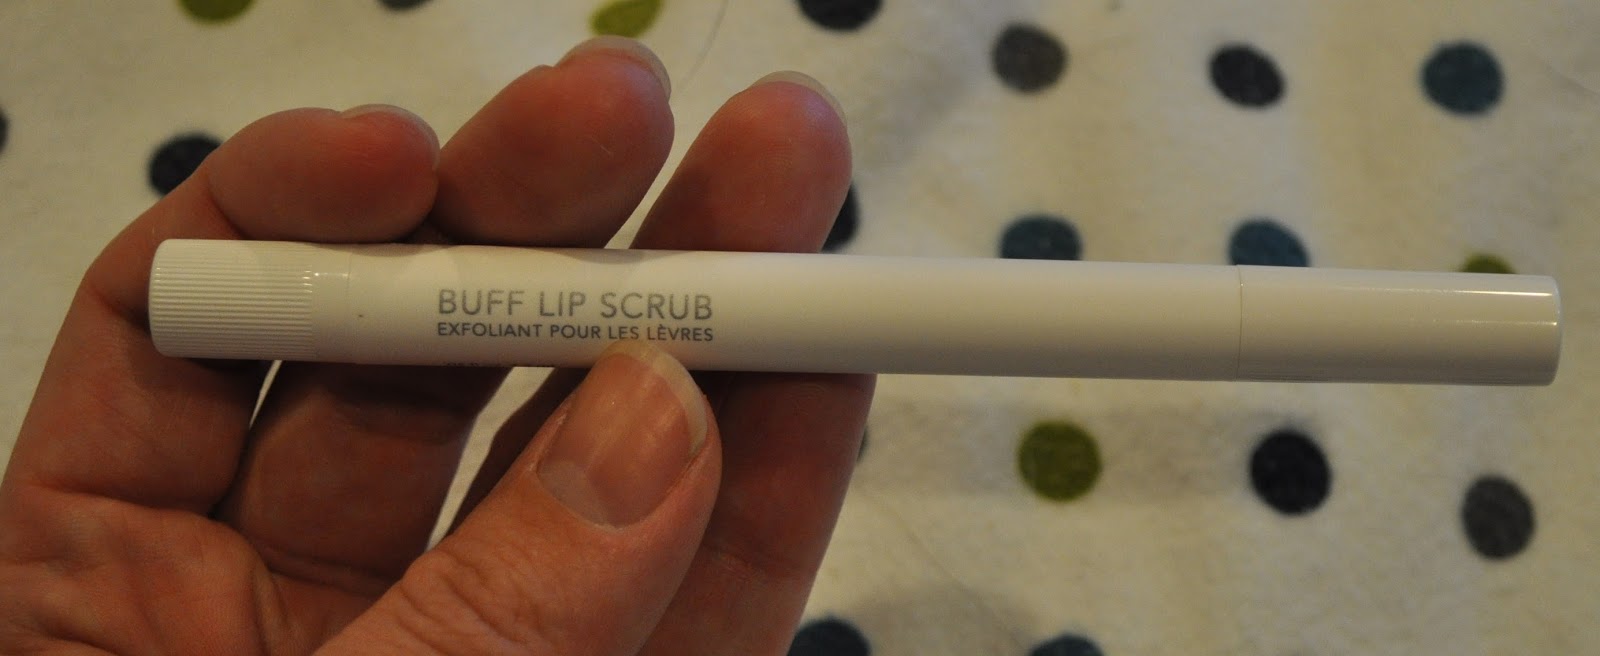 BUFF LIP SCRUB
EXFOLIANT POUR LES LÈVRES